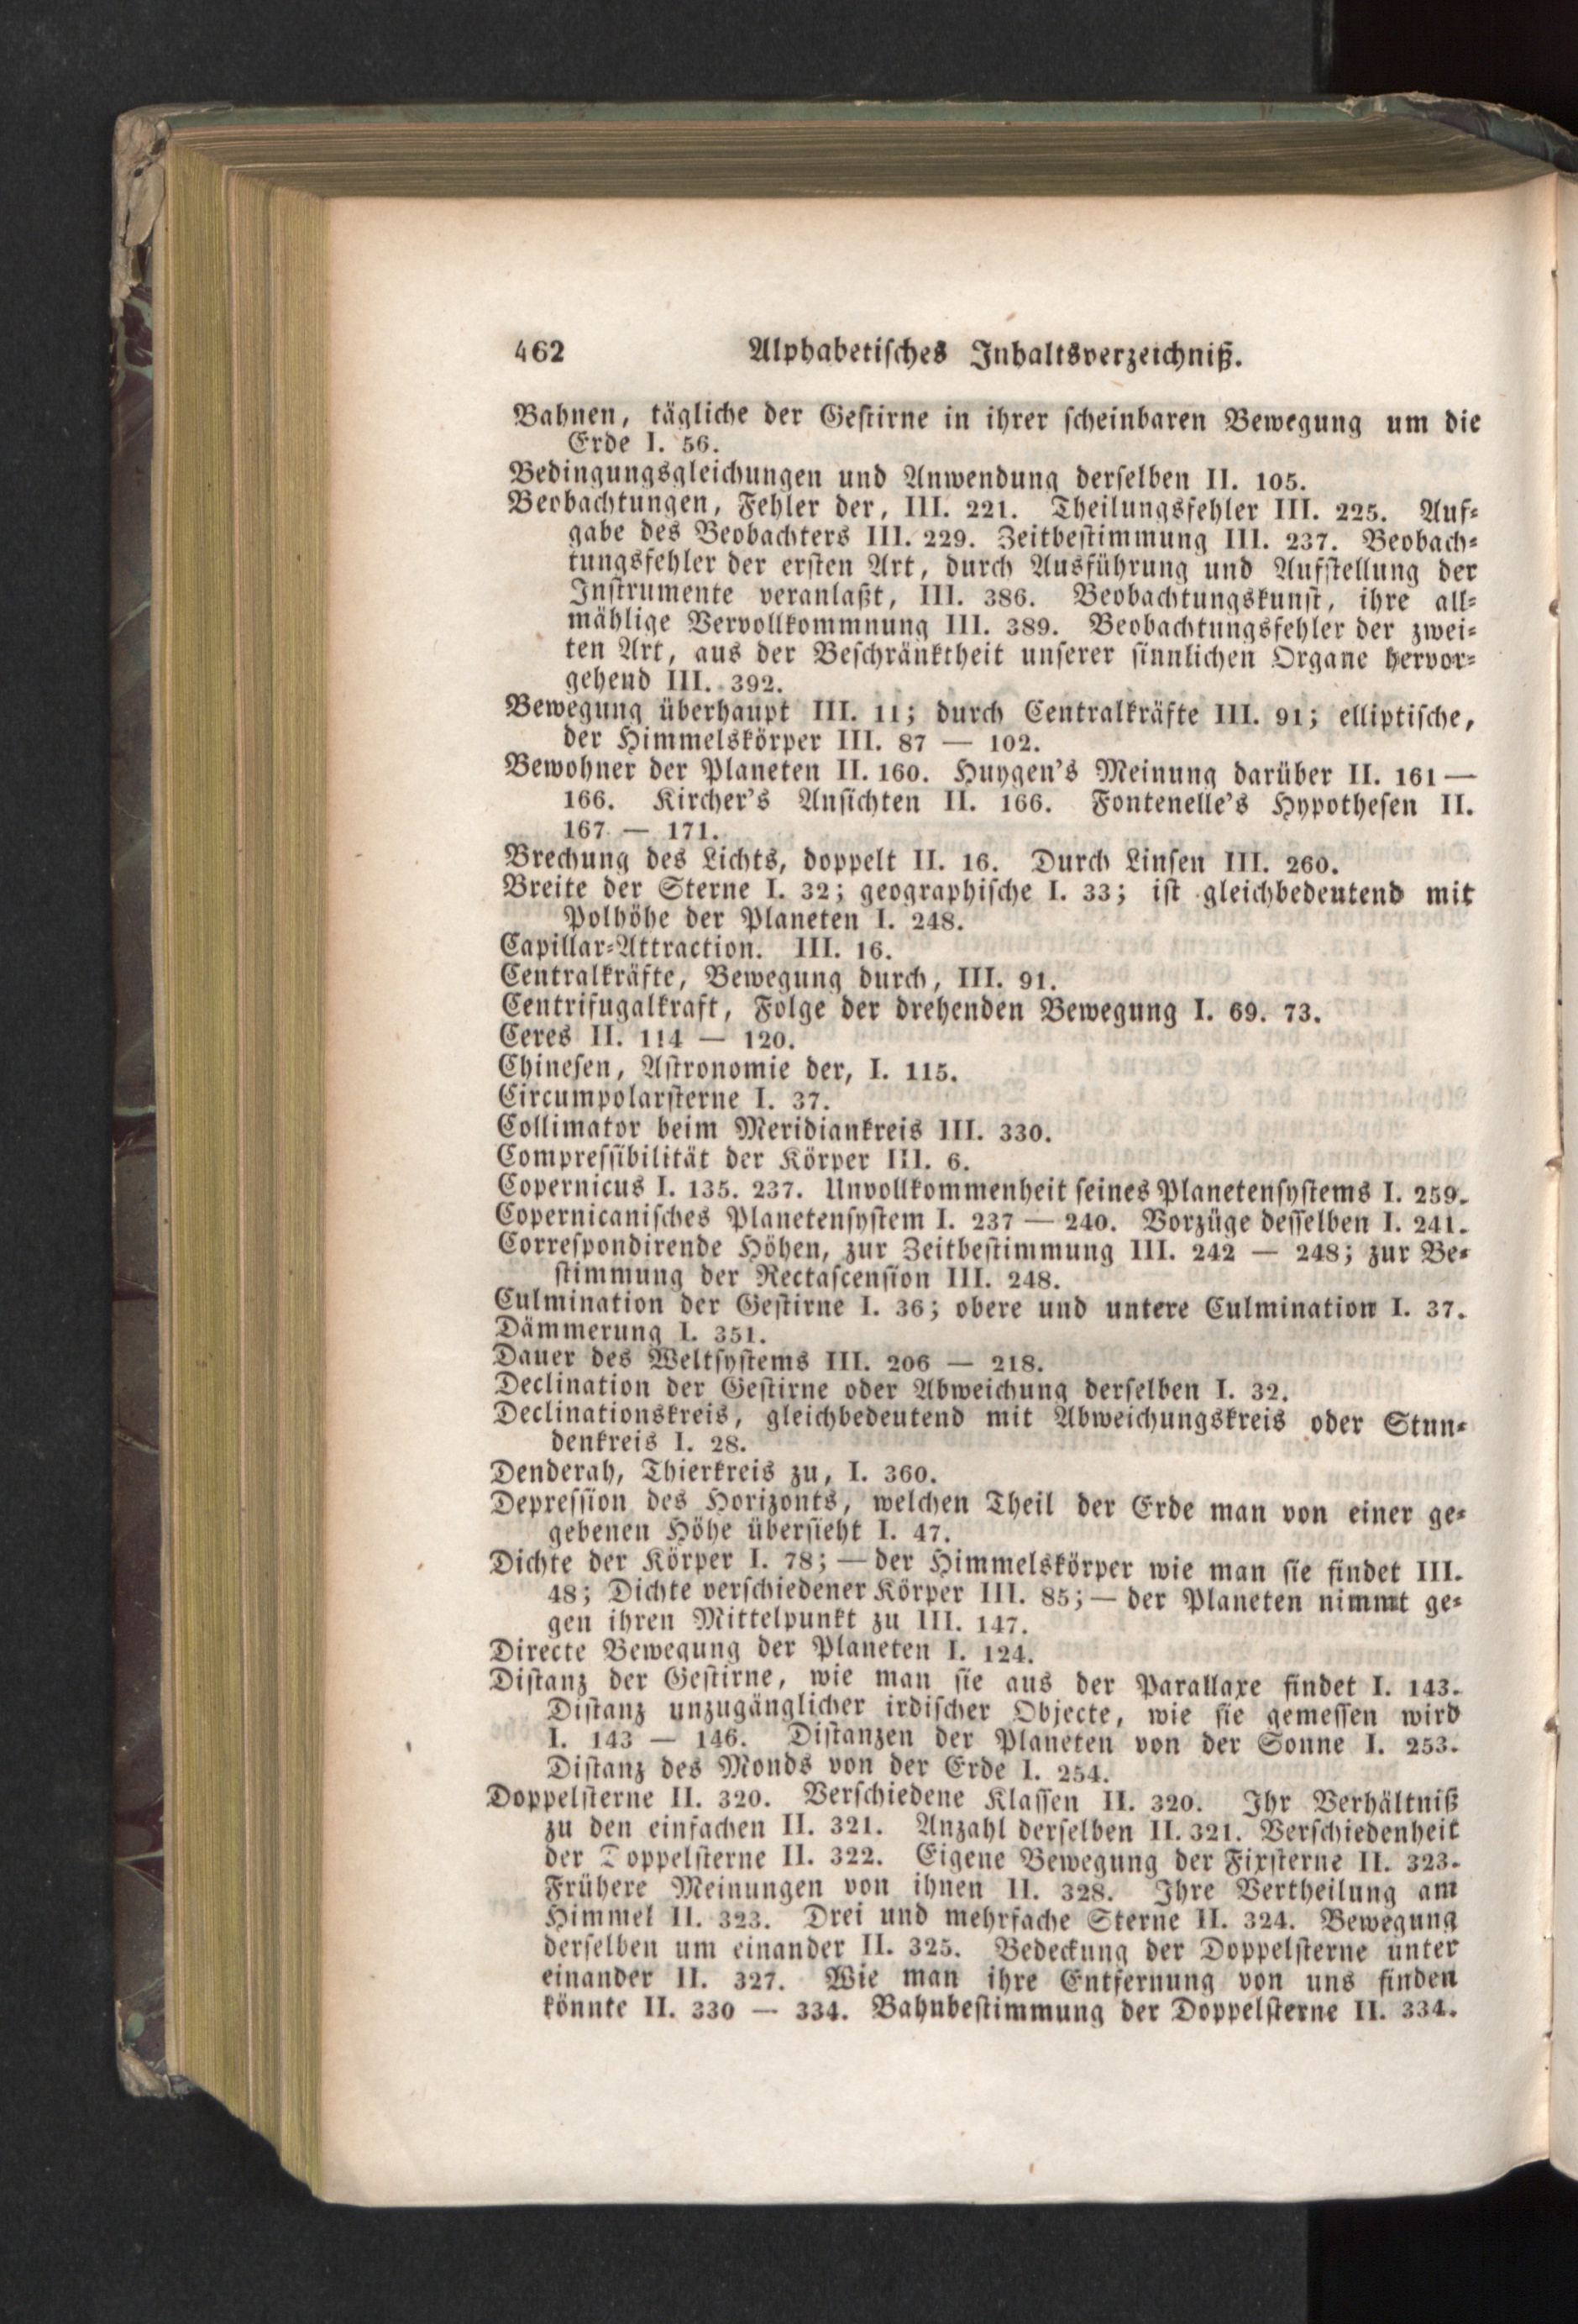 462 Alphabetisches Inhaltsverzeichniß.
Bahnen, tägliche der Gestirne in ihrer scheinbaren Bewegung um die
Erde I. 56.
Bedingungsgleichungen und Anwendung derselben II. 105.
Beobachtungen, Fehler der, III. 221. Theilungsfehler III. 225. Auf-
gabe des Beobachters III. 229. Zeitbestimmung III. 237. Beobach-
tungsfehler der ersten Art, durch Ausführung und Aufstellung der
Instrumente veranlaßt, III. 386. Beobachtungskunst, ihre all-
mählige Vervollkommnung III. 389. Beobachtungsfehler der zwei-
ten Art, aus der Beschränktheit unserer sinnlichen Organe hervor-
gehend III. 392.
Bewegung überhaupt III. 11; durch Centralkräfte III. 91; elliptische,
der Himmelskörper III. 87 — 102.
Bewohner der Planeten II. 160. Huygen's Meinung darüber II. 161 —
166. Kircher's Ansichten II. 166. Fontenelle's Hypothesen II.
167 — 171.
Brechung des Lichts, doppelt II. 16. Durch Linsen III. 260.
Breite der Sterne I. 32; geographische I. 33; ist gleichbedeutend mit
Polhöhe der Planeten I. 248.
Capillar-Attraction. III. 16.
Centralkräfte, Bewegung durch, III. 91.
Centrifugalkraft, Folge der drehenden Bewegung I. 69. 73.
Ceres II. 114 — 120.
Chinesen, Astronomie der, I. 115.
Circumpolarsterne I. 37.
Collimator beim Meridiankreis III. 330.
Compressibilität der Körper III. 6.
Copernicus I. 135. 237. Unvollkommenheit seines Planetensystems I. 259.
Copernicanisches Planetensystem I. 237 — 240. Vorzüge desselben I. 241.
Correspondirende Höhen, zur Zeitbestimmung III. 242 — 248; zur Be-
stimmung der Rectascension III. 248.
Culmination der Gestirne I. 36; obere und untere Culmination I. 37.
Dämmerung I. 351.
Dauer des Weltsystems III. 206 — 218.
Declination der Gestirne oder Abweichung derselben I. 32.
Declinationskreis, gleichbedeutend mit Abweichungskreis oder Stun-
denkreis I. 28.
Denderah, Thierkreis zu, I. 360.
Depression des Horizonts, welchen Theil der Erde man von einer ge-
gebenen Höhe übersieht I. 47.
Dichte der Körper I. 78; — der Himmelskörper wie man sie findet III.
48; Dichte verschiedener Körper III. 85; — der Planeten nimmt ge-
gen ihren Mittelpunkt zu III. 147.
Directe Bewegung der Planeten I. 124.
Distanz der Gestirne, wie man sie aus der Parallaxe findet I. 143.
Distanz unzugänglicher irdischer Objecte, wie sie gemessen wird
I. 143 — 146. Distanzen der Planeten von der Sonne I. 253.
Distanz des Monds von der Erde I. 254.
Doppelsterne II. 320. Verschiedene Klassen II. 320. Ihr Verhältniß
zu den einfachen II. 321. Anzahl derselben II. 321. Verschiedenheit
der Doppelsterne II. 322. Eigene Bewegung der Fixsterne II. 323.
Frühere Meinungen von ihnen II. 328. Ihre Vertheilung am
Himmel II. 323. Drei und mehrfache Sterne II. 324. Bewegung
derselben um einander II. 325. Bedeckung der Doppelsterne unter
einander II. 327. Wie man ihre Entfernung von uns finden
könnte II. 330 — 334. Bahnbestimmung der Doppelsterne II. 334.